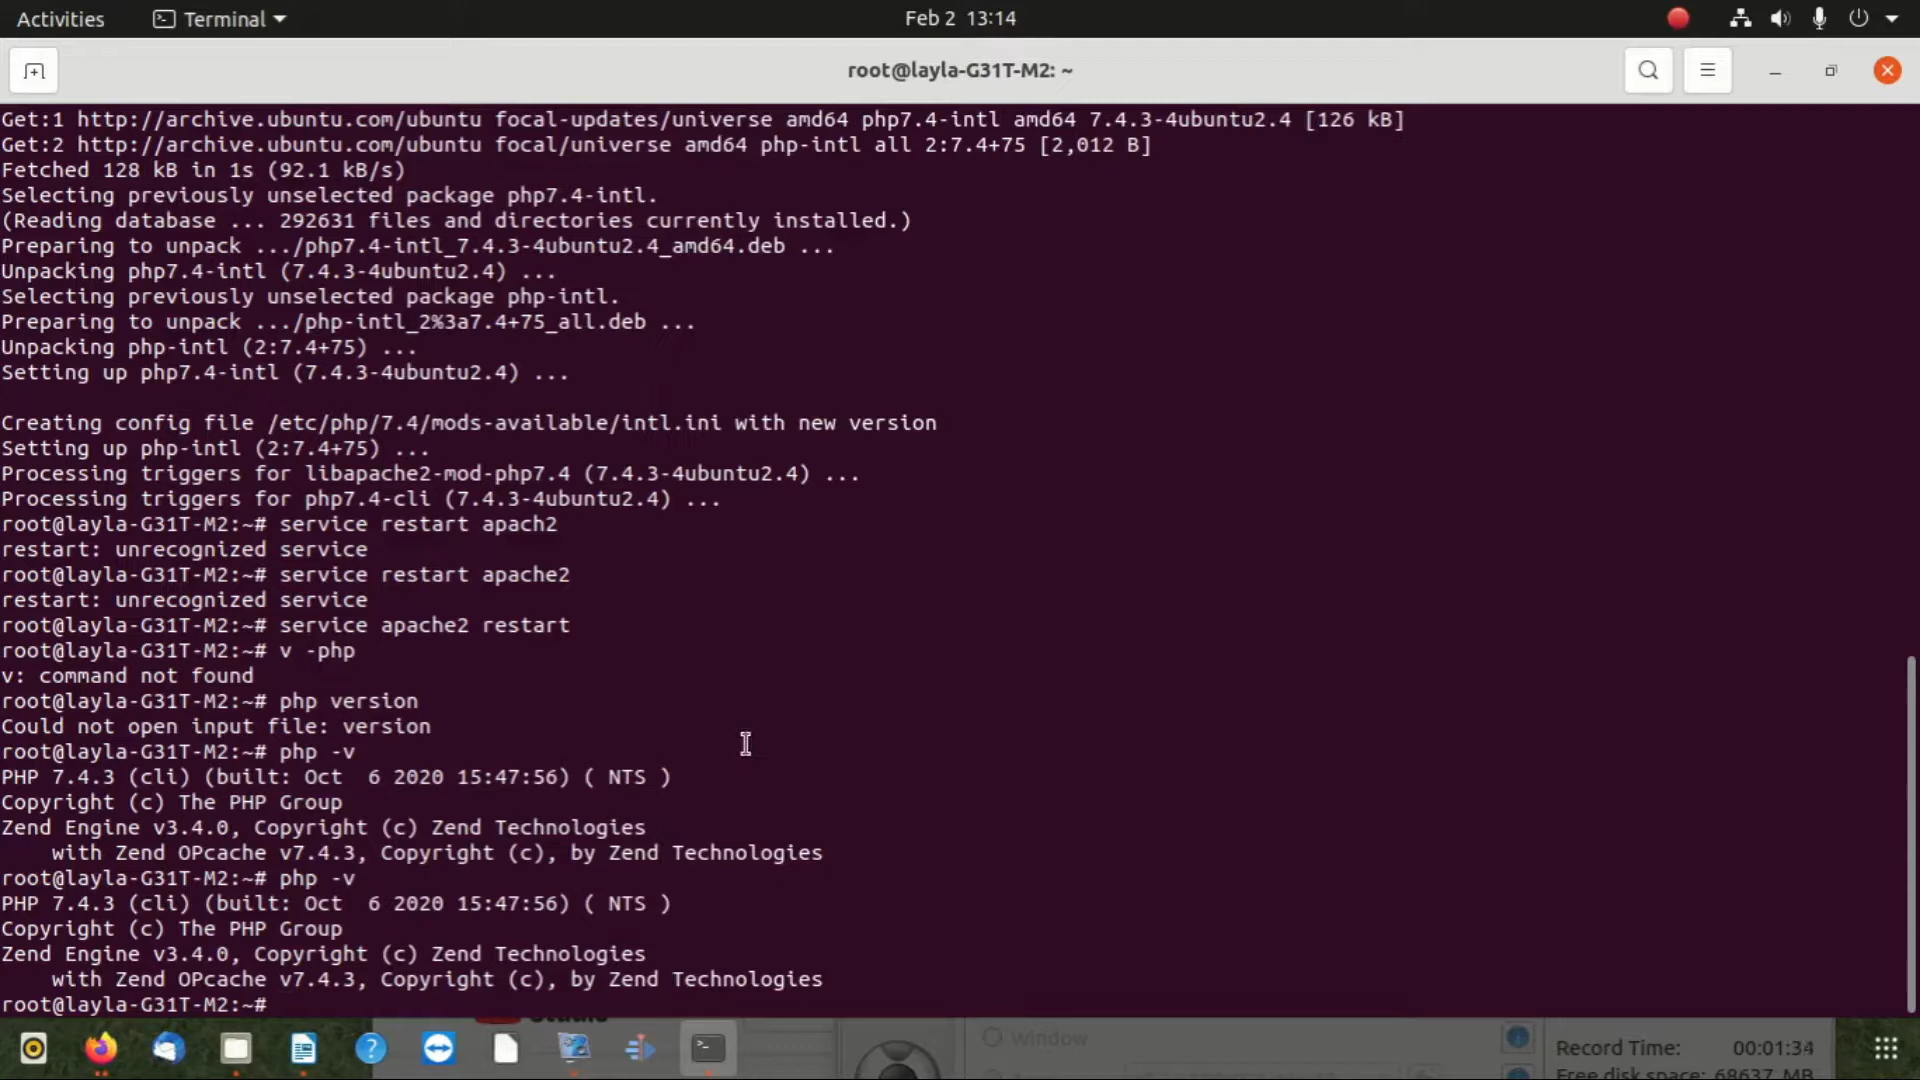 Activities Terminal Feb 2 13:14
root@layla-G31T-M2: ~
Get:1 http://archive.ubuntu.com/ubuntu focal-updates/universe amd64 php7.4-intl amd64 7.4.3-4ubuntu2.4 [126 kB]
Get:2 http://archive.ubuntu.com/ubuntu focal/universe amd64 php-intl all 2:7.4+75 [2,012 B]
Fetched 128 kB in 1s (92.1 kB/s)
Selecting previously unselected package php7.4-intl.
(Reading database ... 292631 files and directories currently installed.)
Preparing to unpack .../php7.4-intl_7.4.3-4ubuntu2.4_amd64.deb ...
Unpacking php7.4-intl (7.4.3-4ubuntu2.4) ...
Selecting previously unselected package php-intl.
Preparing to unpack .../php-intl_2%3a7.4+75_all.deb ...
Unpacking php-intl (2:7.4+75) ...
Setting up php7.4-intl (7.4.3-4ubuntu2.4) ...

Creating config file /etc/php/7.4/mods-available/intl.ini with new version
Setting up php-intl (2:7.4+75) ...
Processing triggers for libapache2-mod-php7.4 (7.4.3-4ubuntu2.4) ...
Processing triggers for php7.4-cli (7.4.3-4ubuntu2.4) ...
root@layla-G31T-M2:~# service restart apach2
restart: unrecognized service
root@layla-G31T-M2:~# service restart apache2
restart: unrecognized service
root@layla-G31T-M2:~# service apache2 restart
root@layla-G31T-M2:~# v -php
v: command not found
root@layla-G31T-M2:~# php version
Could not open input file: version
root@layla-G31T-M2:~# php -v
PHP 7.4.3 (cli) (built: Oct  6 2020 15:47:56) ( NTS )
Copyright (c) The PHP Group
Zend Engine v3.4.0, Copyright (c) Zend Technologies
    with Zend OPcache v7.4.3, Copyright (c), by Zend Technologies
root@layla-G31T-M2:~# php -v
PHP 7.4.3 (cli) (built: Oct  6 2020 15:47:56) ( NTS )
Copyright (c) The PHP Group
Zend Engine v3.4.0, Copyright (c) Zend Technologies
    with Zend OPcache v7.4.3, Copyright (c), by Zend Technologies
root@layla-G31T-M2:~#
Window
Record Time: 00:01:34
Free disk space: 68637 MB